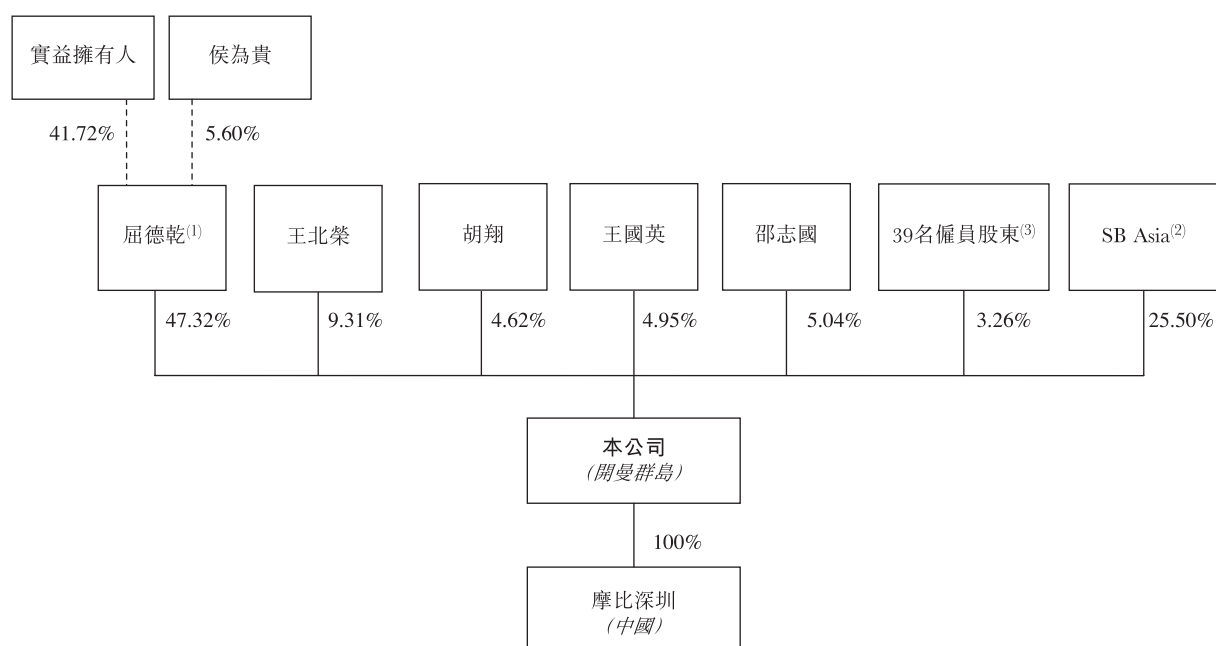 實益擁有人
侯為貴
41.72%
5.60%
屈德乾(1)
王北榮
胡翔
王國英
邵志國
39名僱員股東(3)
SB Asia(2)
47.32%
9.31%
4.62%
4.95%
5.04%
3.26%
25.50%
本公司
（開曼群島）
100%
摩比深圳
（中國）